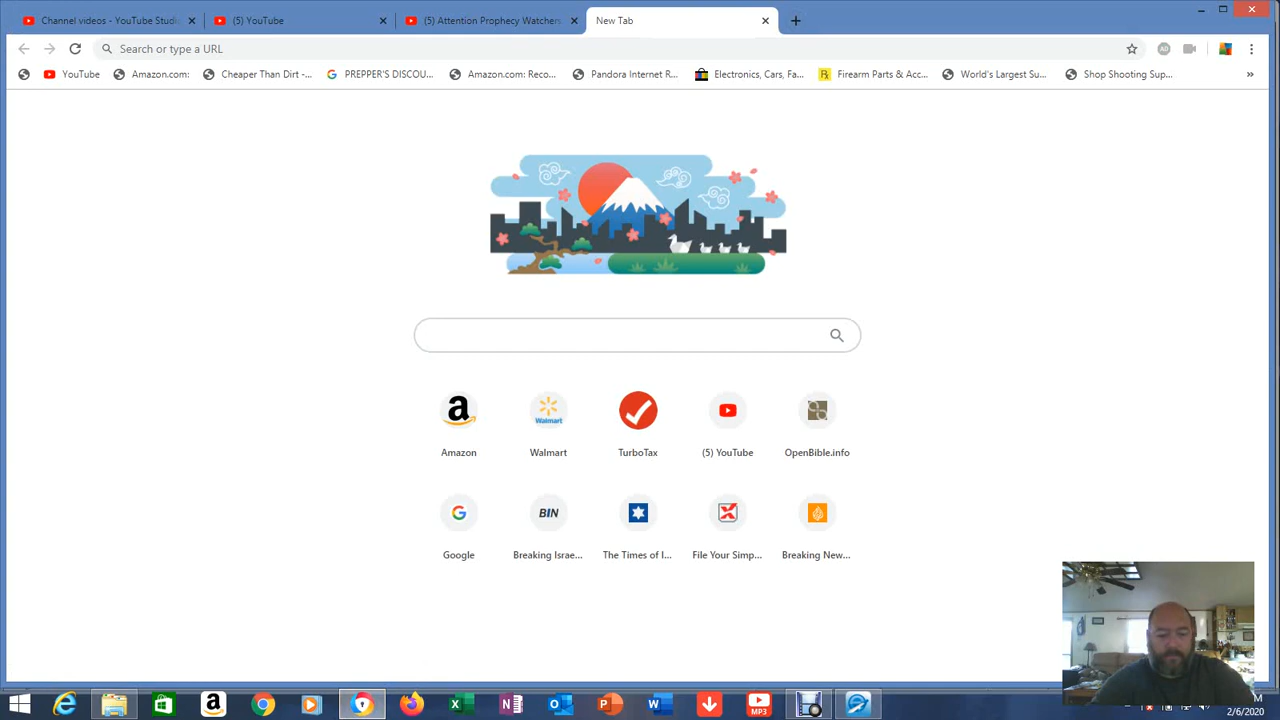 Channel videos - YouTube Studi
(5) YouTube
(5) Attention Prophecy Watchers
New Tab
Search or type a URL
YouTube
Amazon.com:
Cheaper Than Dirt -...
PREPPER'S DISCOU...
Amazon.com: Reco...
Pandora Internet R...
Electronics, Cars, Fa...
Firearm Parts & Acc...
World's Largest Su...
Shop Shooting Sup...
»
Amazon
Walmart
TurboTax
(5) YouTube
OpenBible.info
Google
Breaking Israe...
The Times of I...
File Your Simp...
Breaking New...
2/6/2020